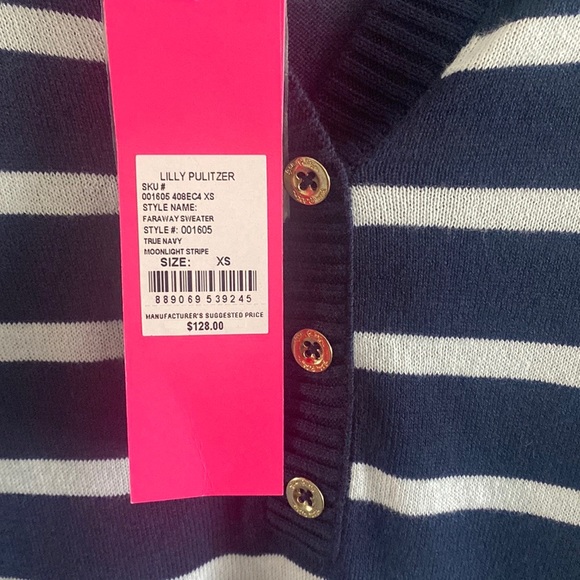 LILLY PULITZER
SKU #
001605 408EC4 XS
STYLE NAME:
FARAWAY SWEATER
STYLE #: 001605
TRUE NAVY
MOONLIGHT STRIPE
SIZE: XS
889069 539245
MANUFACTURER'S SUGGESTED PRICE
$128.00